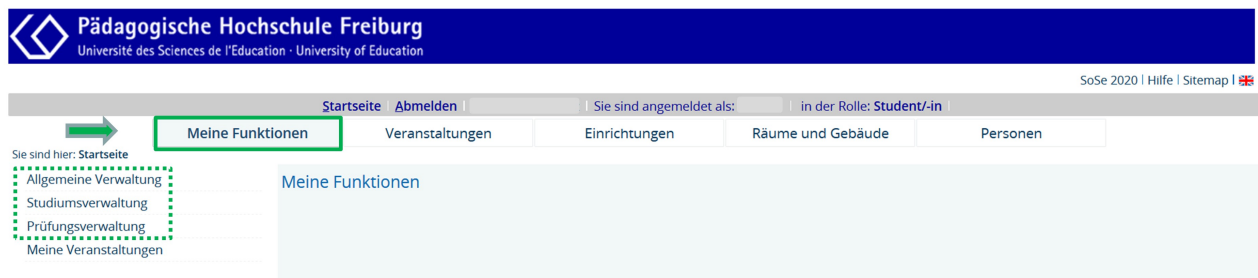 Pädagogische Hochschule Freiburg
Université des Sciences de l'Education · University of Education
SoSe 2020 | Hilfe | Sitemap |
Startseite | Abmelden | | Sie sind angemeldet als: | in der Rolle: Student/-in |
Meine Funktionen Veranstaltungen Einrichtungen Räume und Gebäude Personen
Sie sind hier: Startseite
Allgemeine Verwaltung
Meine Funktionen
Studiumsverwaltung
Prüfungsverwaltung
Meine Veranstaltungen